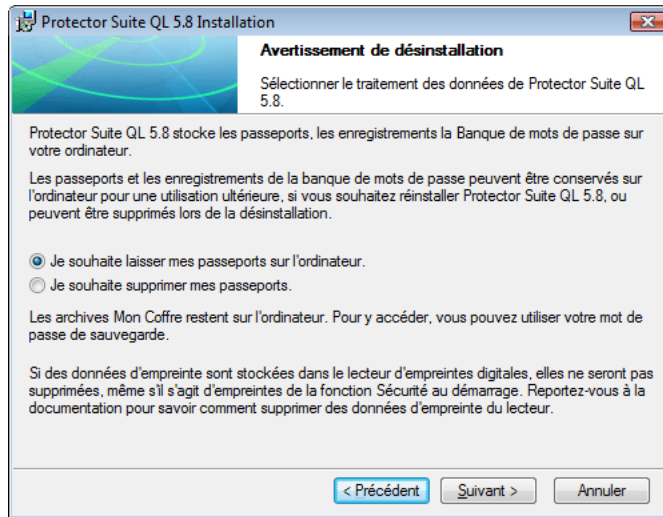 Protector Suite QL 5.8 Installation
Avertissement de désinstallation
Sélectionner le traitement des données de Protector Suite QL
5.8.
Protector Suite QL 5.8 stocke les passeports, les enregistrements la Banque de mots de passe sur
votre ordinateur.
Les passeports et les enregistrements de la banque de mots de passe peuvent être conservés sur
l'ordinateur pour une utilisation ultérieure, si vous souhaitez réinstaller Protector Suite QL 5.8, ou
peuvent être supprimés lors de la désinstallation.
Je souhaite laisser mes passeports sur l'ordinateur.
Je souhaite supprimer mes passeports.
Les archives Mon Coffre restent sur l'ordinateur. Pour y accéder, vous pouvez utiliser votre mot de
passe de sauvegarde.
Si des données d'empreinte sont stockées dans le lecteur d'empreintes digitales, elles ne seront pas
supprimées, même s'il s'agit d'empreintes de la fonction Sécurité au démarrage. Reportez-vous à la
documentation pour savoir comment supprimer des données d'empreinte du lecteur.
< Précédent
Suivant >
Annuler